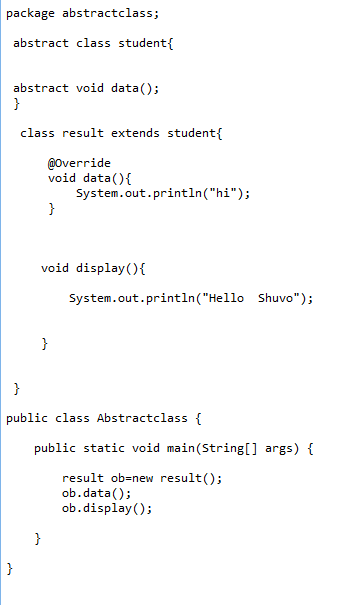 package abstractclass;
abstract class student{
abstract void data();
}
class result extends student{
@Override
void data(){
System.out.println("hi");
}
void display(){
System.out.println("Hello  Shuvo");
}
}
public class Abstractclass {
public static void main(String[] args) {
result ob=new result();
ob.data();
ob.display();
}
}